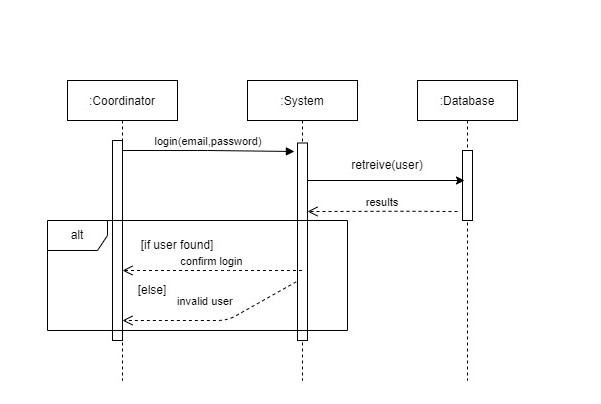 :Coordinator
:System
:Database
login(email,password)
retreive(user)
results
alt
[if user found]
confirm login
[else]
invalid user